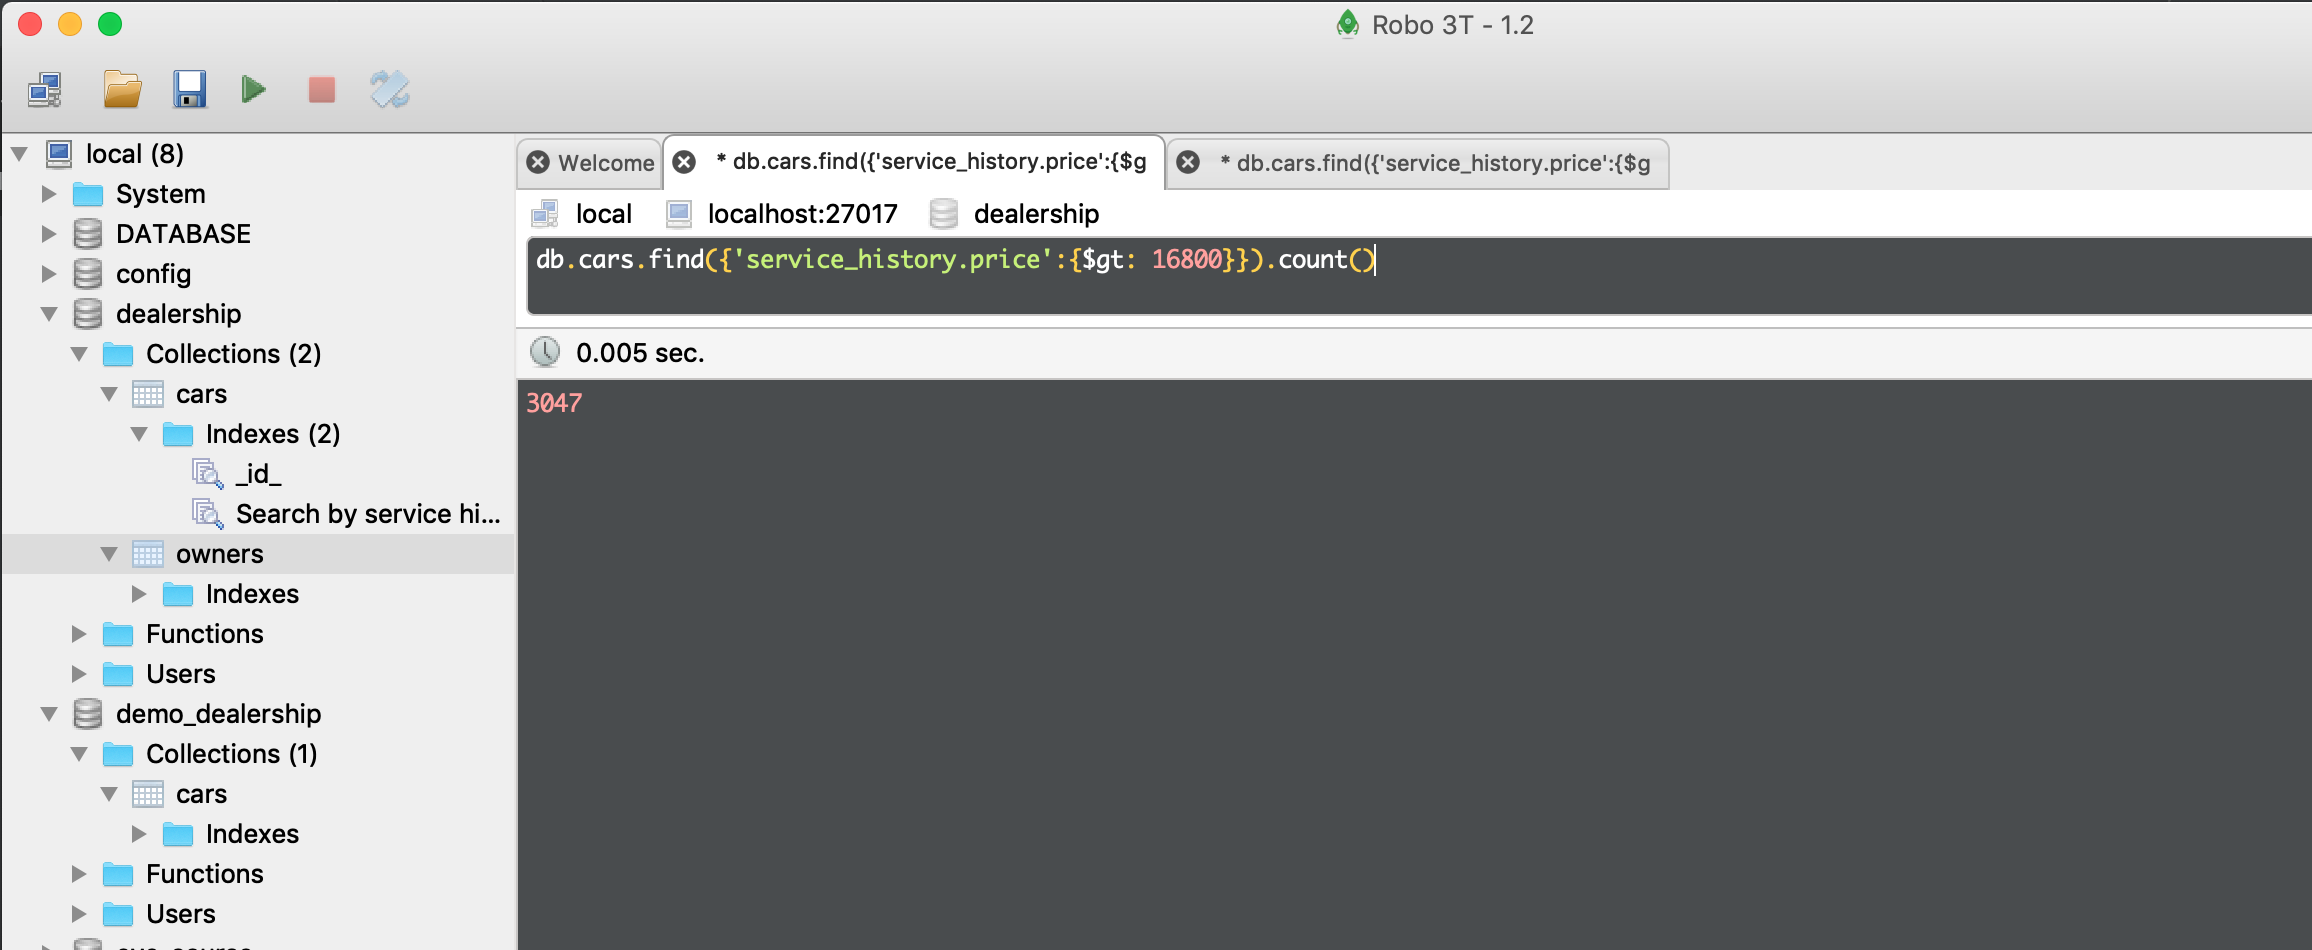 Robo 3T - 1.2
local (8)
System
DATABASE
config
dealership
Collections (2)
cars
Indexes (2)
_id_
Search by service hi...
owners
Indexes
Functions
Users
demo_dealership
Collections (1)
cars
Indexes
Functions
Users
Welcome
* db.cars.find({'service_history.price':{$g
* db.cars.find({'service_history.price':{$g
local localhost:27017 dealership
db.cars.find({'service_history.price':{$gt: 16800}}).count()
0.005 sec.
3047